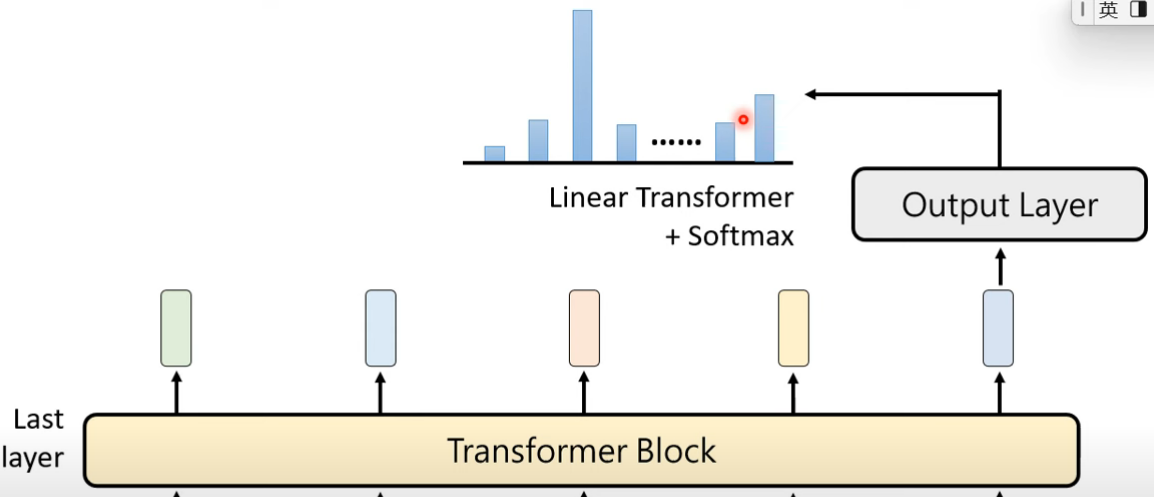 英
......
Linear Transformer
+ Softmax
Output Layer
Last
layer
Transformer Block